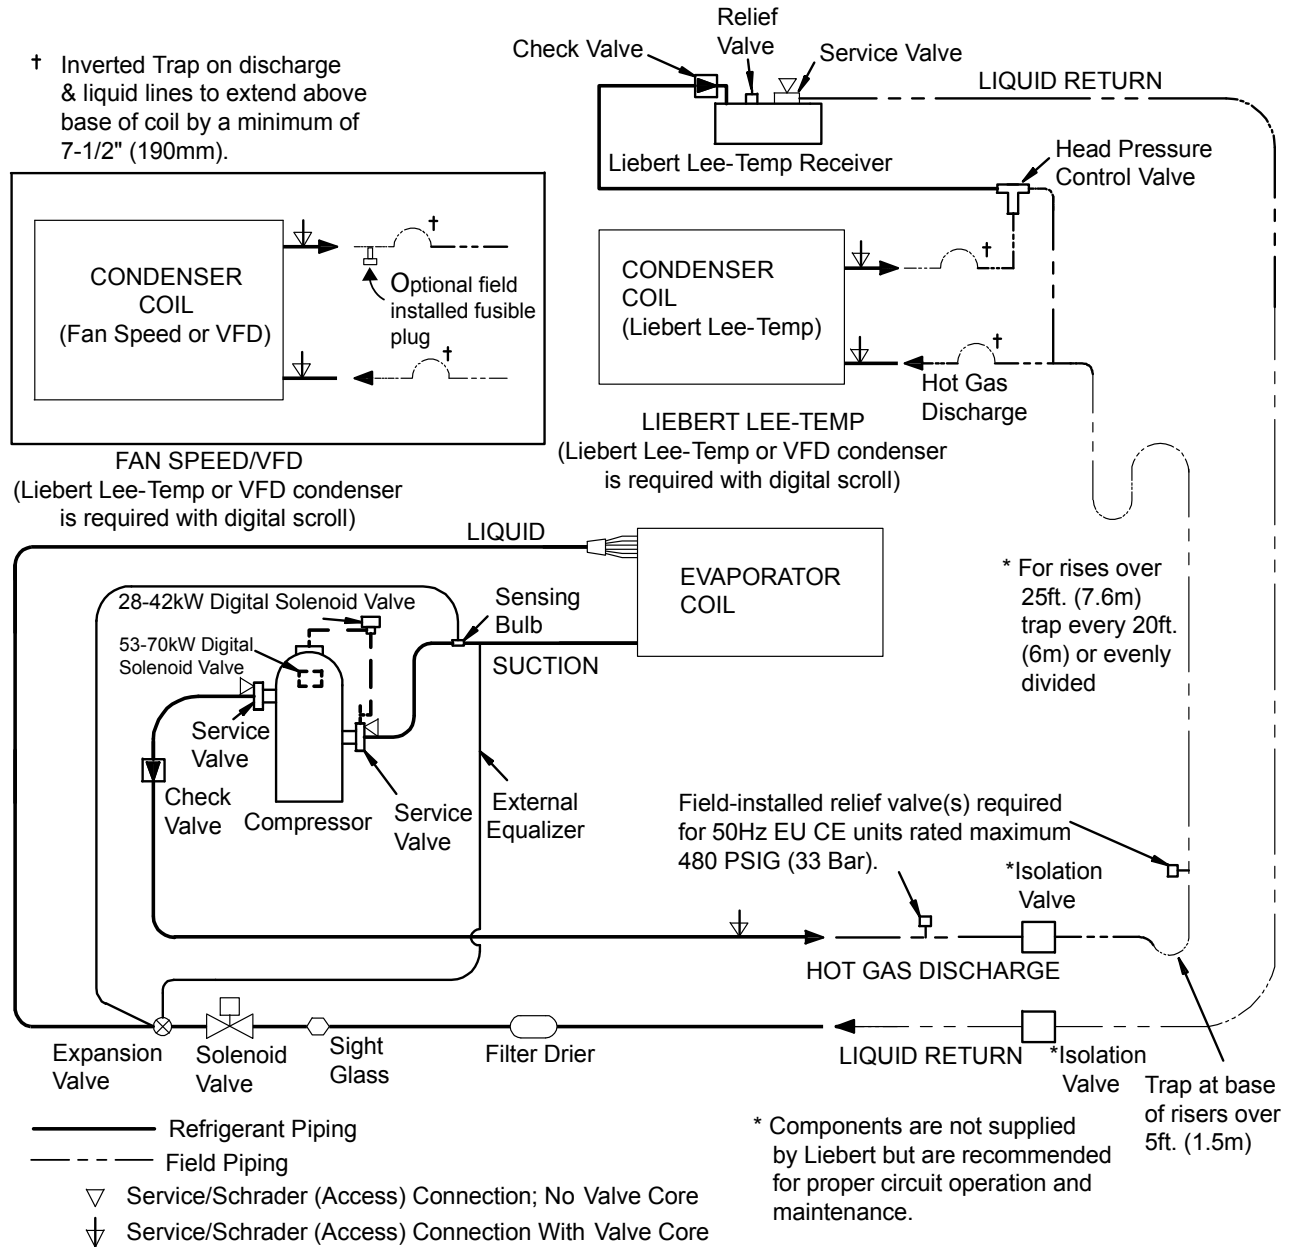 † Inverted Trap on discharge
& liquid lines to extend above
base of coil by a minimum of
7-1/2" (190mm).
Relief
Valve
Check Valve
Service Valve
LIQUID RETURN
Liebert Lee-Temp Receiver
Head Pressure
Control Valve
CONDENSER
COIL
(Fan Speed or VFD)
†
Optional field
installed fusible
plug
†
FAN SPEED/VFD
(Liebert Lee-Temp or VFD condenser
is required with digital scroll)
CONDENSER
COIL
(Liebert Lee-Temp)
†
†
Hot Gas
Discharge
LIEBERT LEE-TEMP
(Liebert Lee-Temp or VFD condenser
is required with digital scroll)
LIQUID
EVAPORATOR
COIL
* For rises over
25ft. (7.6m)
trap every 20ft.
(6m) or evenly
divided
28-42kW Digital Solenoid Valve
Sensing
Bulb
53-70kW Digital
Solenoid Valve
SUCTION
Service
Valve
Check
Valve
Compressor
Service
Valve
External
Equalizer
Field-installed relief valve(s) required
for 50Hz EU CE units rated maximum
480 PSIG (33 Bar).
*Isolation
Valve
HOT GAS DISCHARGE
Expansion
Valve
Solenoid
Valve
Sight
Glass
Filter Drier
LIQUID RETURN
*Isolation
Valve
Trap at base
of risers over
5ft. (1.5m)
Refrigerant Piping
Field Piping
Service/Schrader (Access) Connection; No Valve Core
Service/Schrader (Access) Connection With Valve Core
* Components are not supplied
by Liebert but are recommended
for proper circuit operation and
maintenance.